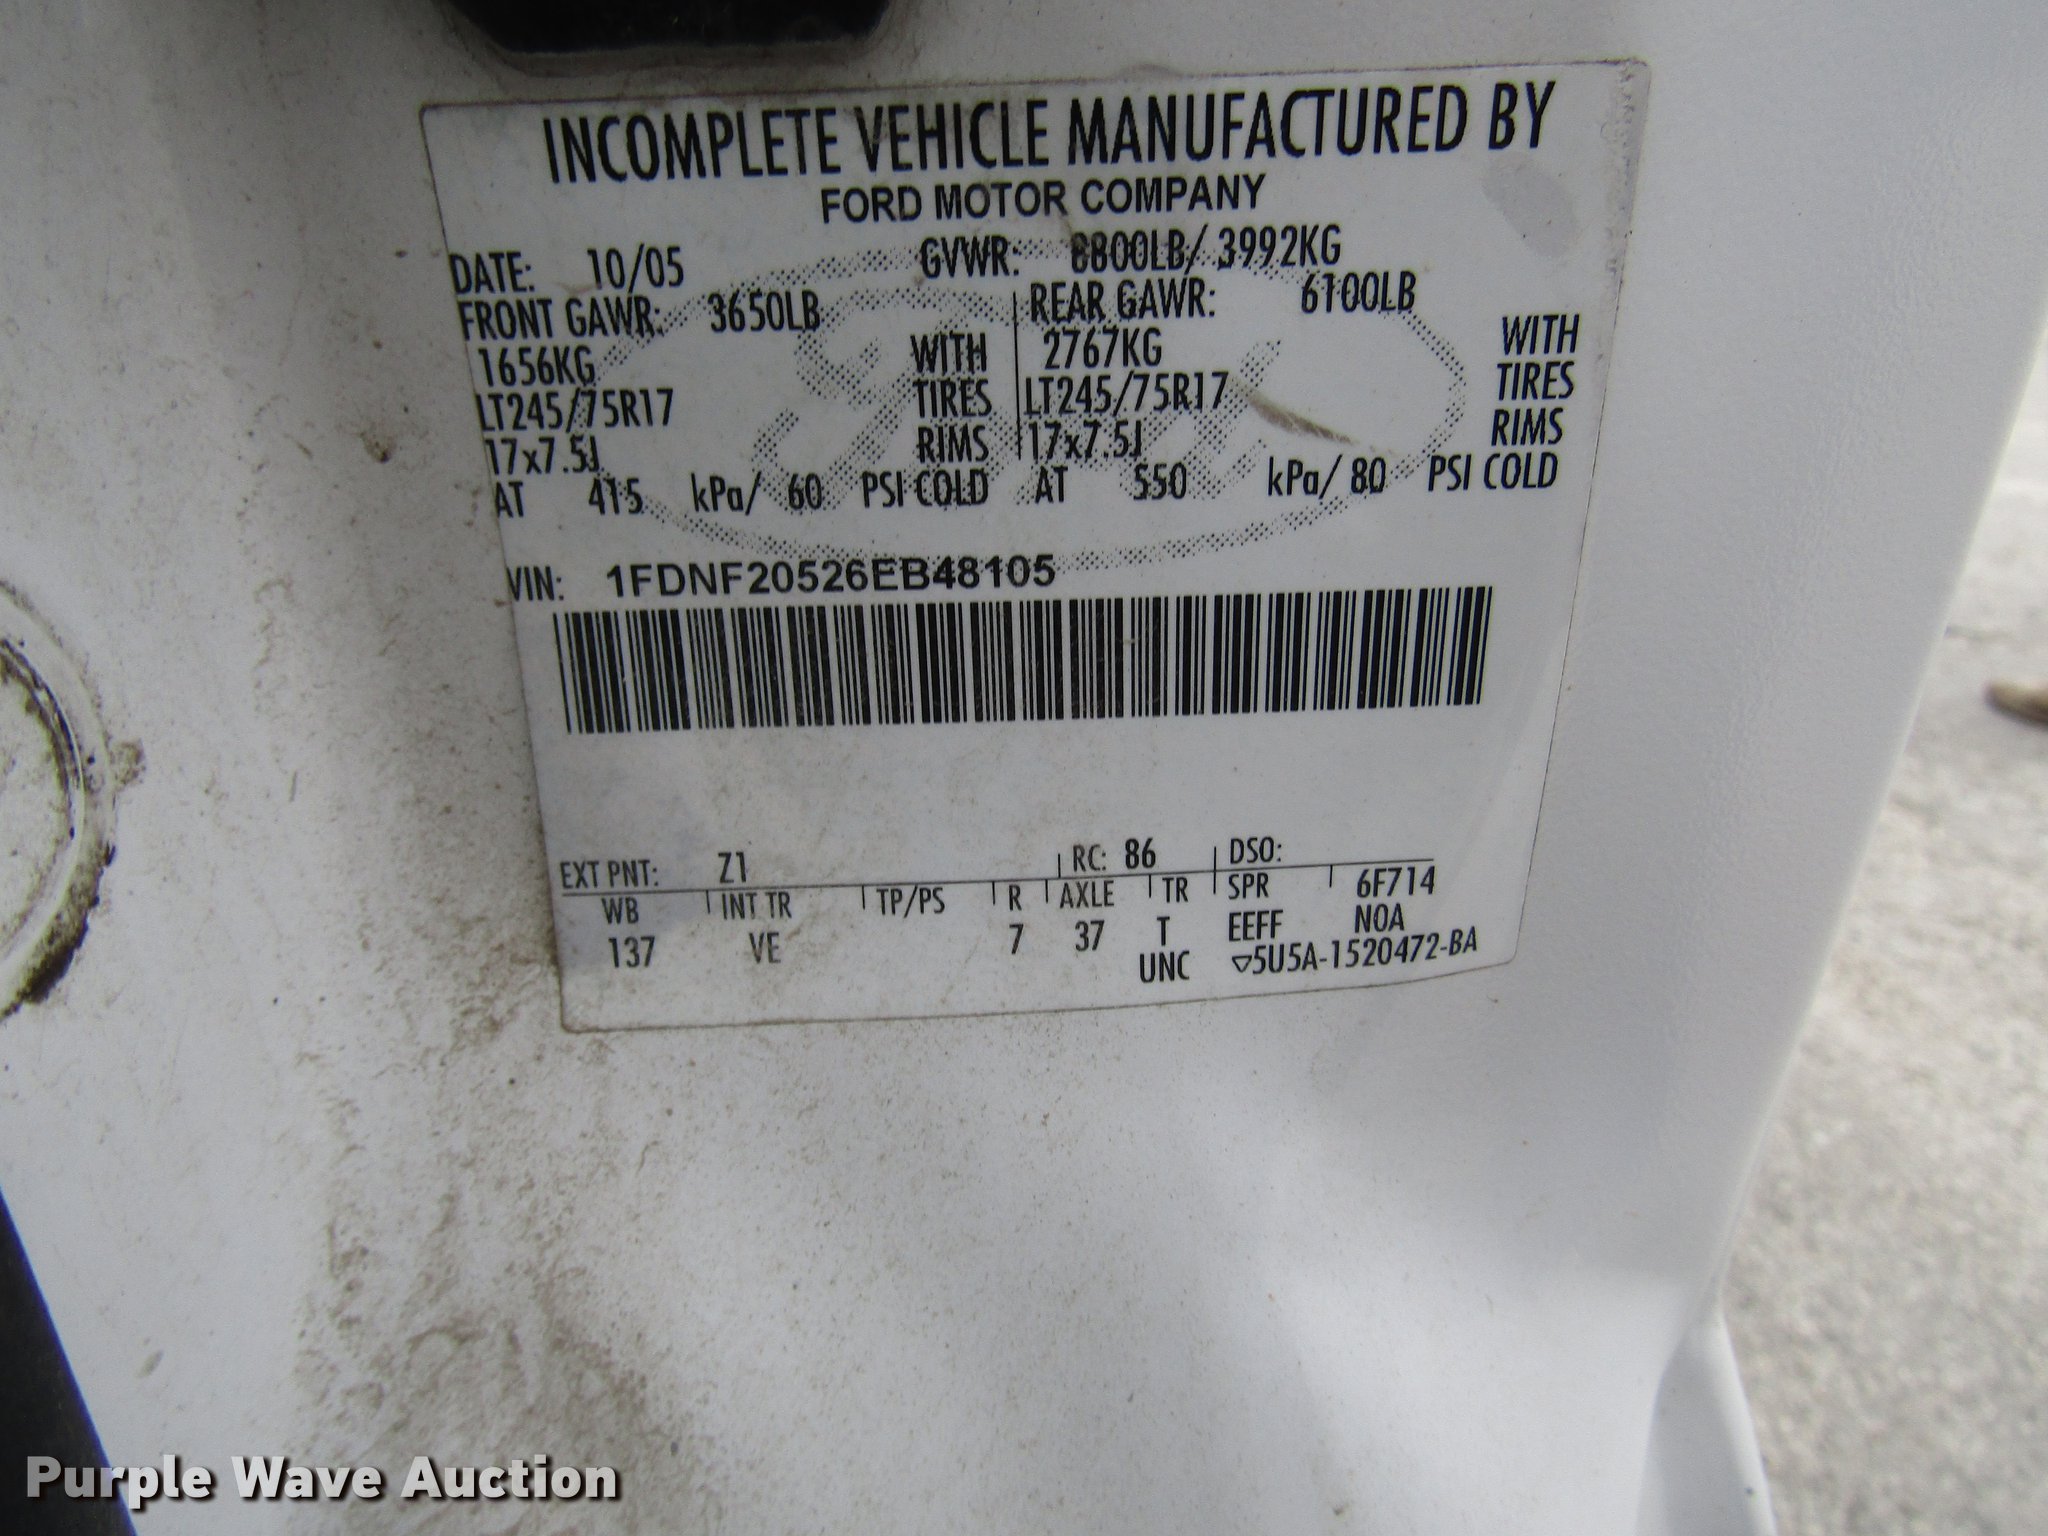 INCOMPLETE VEHICLE MANUFACTURED BY
FORD MOTOR COMPANY
DATE: 10/05 GVWR: 8800LB/ 3992KG
FRONT GAWR: 3650LB REAR GAWR: 6100LB
1656KG WITH 2767KG WITH
LT245/75R17 TIRES LT245/75R17 TIRES
17x7.5J RIMS 17x7.5J RIMS
AT 415 kPa/ 60 PSI COLD AT 550 kPa/ 80 PSI COLD
VIN: 1FDNF20526EB48105
EXT PNT: Z1 RC: 86 DSO:
WB INT TR TP/PS R AXLE TR SPR 6F714
137 VE 7 37 T EEFF NOA
UNC ▽5U5A-1520472-BA
Ford
Purple Wave Auction